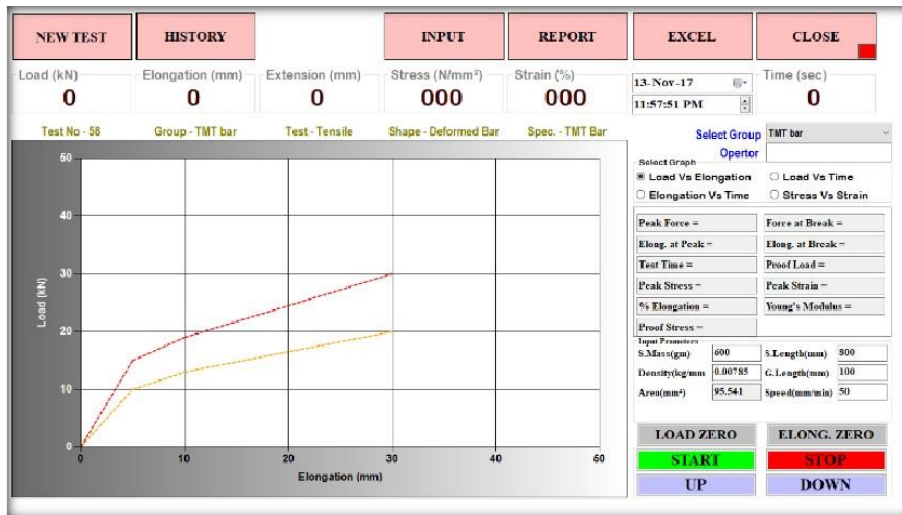 NEW TEST
HISTORY
INPUT
REPORT
EXCEL
CLOSE
Load (kN)
0
Elongation (mm)
0
Extension (mm)
0
Stress (N/mm²)
000
Strain (%)
000
13-Nov-17
11:57:51 PM
Time (sec)
0
Test No - 58
Group - TMT bar
Test - Tensile
Shape - Deformed Bar
Spec. - TMT Bar
Select Group TMT bar
Opertor
Select Graph
Load Vs Elongation
Load Vs Time
Elongation Vs Time
Stress Vs Strain
Peak Force =
Force at Break =
Elong. at Peak =
Elong. at Break =
Test Time =
Proof Load =
Peak Stress =
Peak Strain =
% Elongation =
Young's Modulus =
Proof Stress =
Input Prameters
S.Mass(gm) 600
S.Length(mm) 800
Density(kg/mm 0.00785
G.Length(mm) 100
Area(mm²) 95.541
Speed(mm/min) 50
LOAD ZERO
ELONG. ZERO
START
STOP
UP
DOWN
Load (kN)
50
40
30
20
10
0
0 10 20 30 40 50
Elongation (mm)